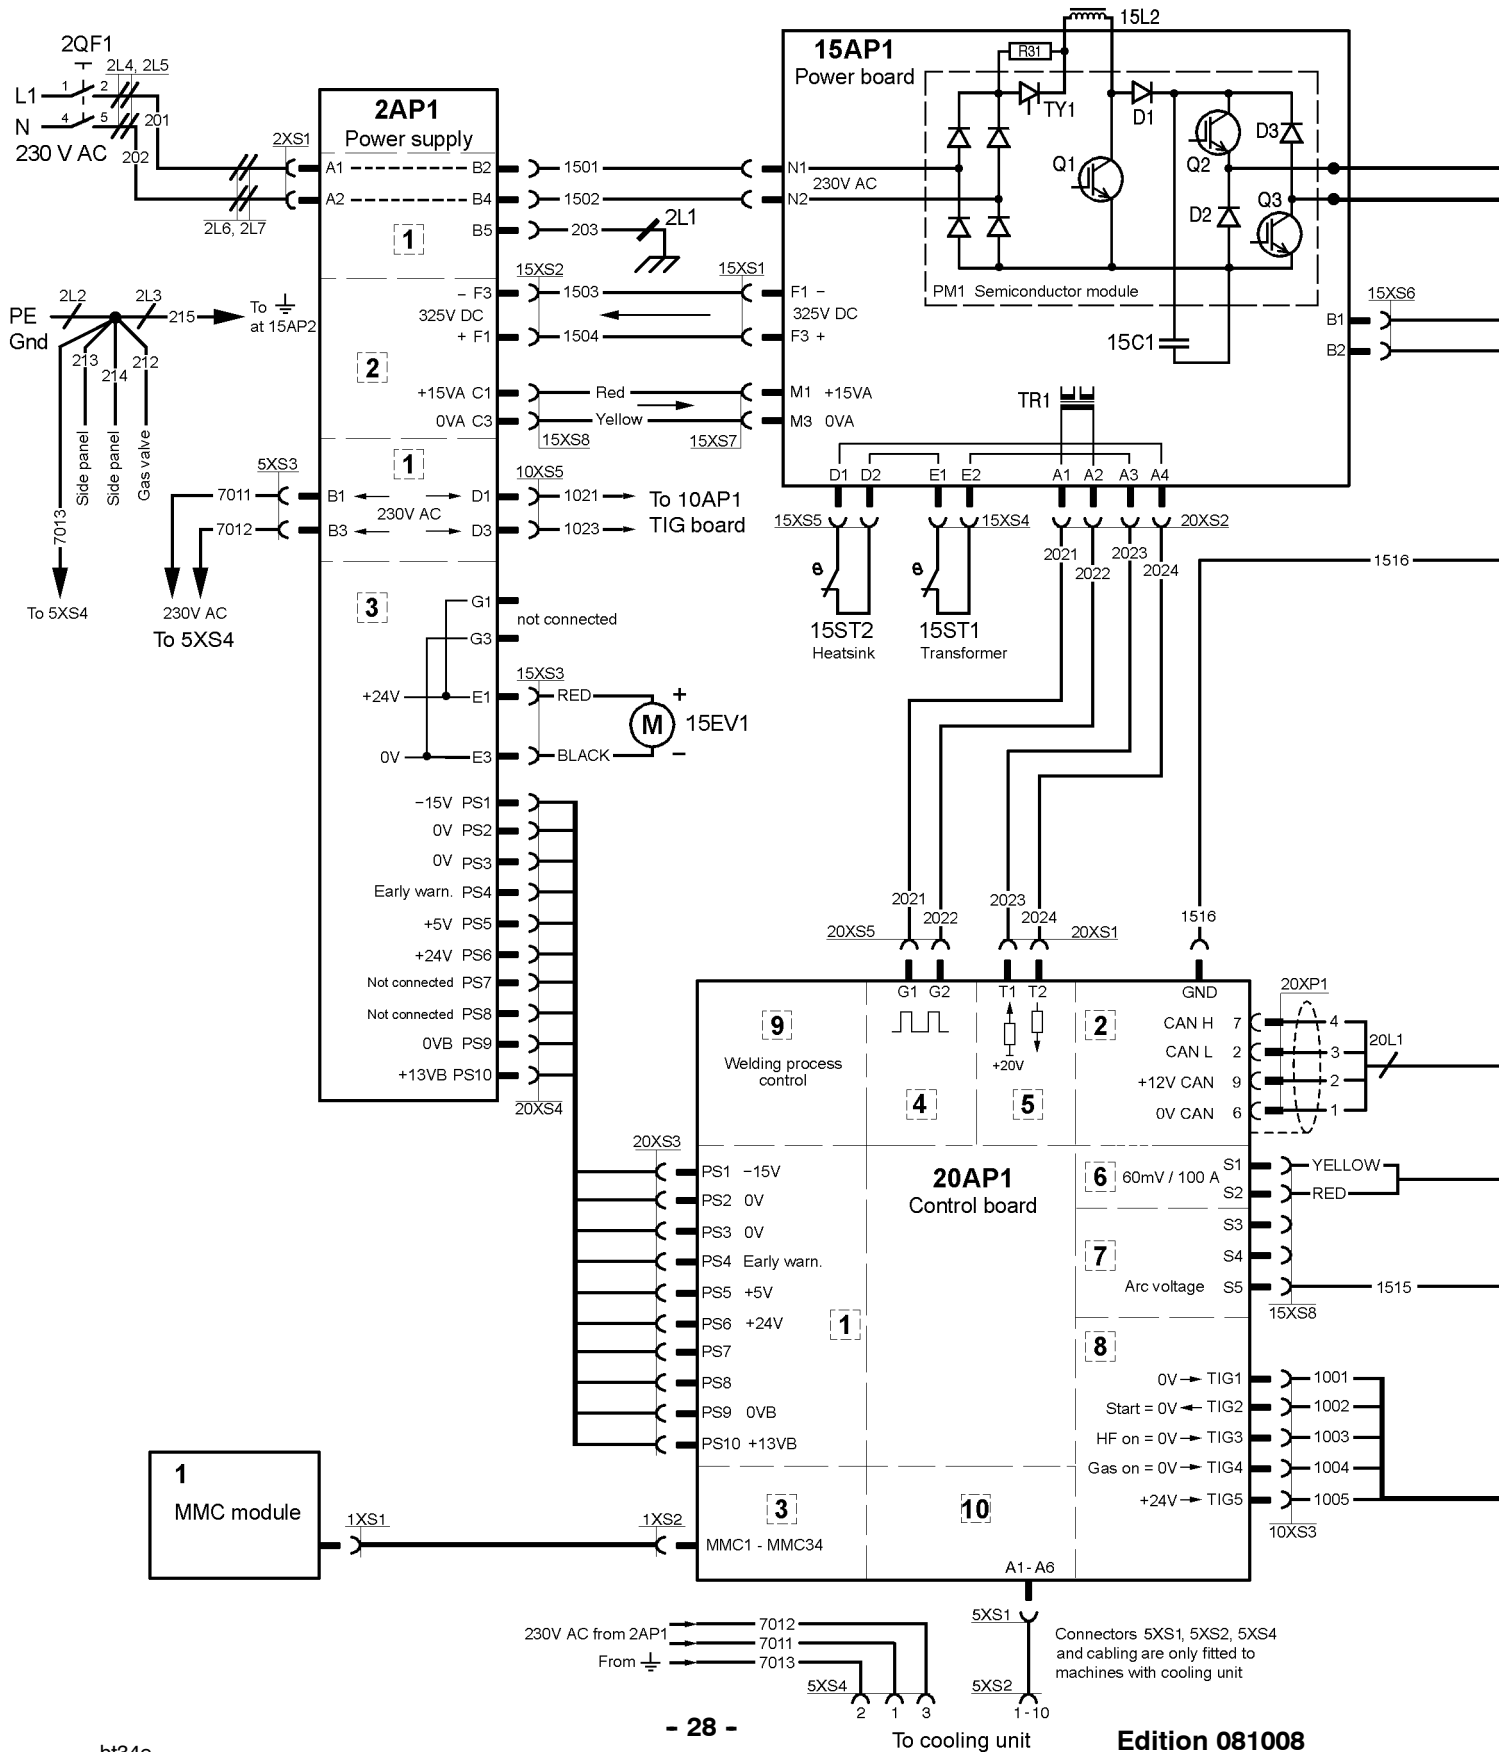 2QF1
2L4, 2L5
L1 1 2
N 4 5
201
202
230 V AC
2XS1
2L6, 2L7
2AP1
Power supply
A1 B2 1501
A2 B4 1502
B5 203 2L1
1
15XS2 15XS1
− F3 1503
325V DC
+ F1 1504
2
+15VA C1 Red
0VA C3 Yellow
15XS8 15XS7
PE
Gnd
2L2 2L3
215
To
at 15AP2
213
214
212
Side panel
Side panel
Gas valve
7013
To 5XS4
5XS3
7011
7012
230V AC
To 5XS4
1
B1 D1
230V AC
B3 D3
10XS5
1021
1023
To 10AP1
TIG board
3
G1
G3
not connected
+24V E1
0V E3
15XS3
RED
BLACK
+
M
−
15EV1
−15V PS1
0V PS2
0V PS3
Early warn. PS4
+5V PS5
+24V PS6
Not connected PS7
Not connected PS8
0VB PS9
+13VB PS10
20XS4
15L2
15AP1
Power board
R31
TY1
D1
Q1
Q2
D3
D2
Q3
N1
230V AC
N2
PM1 Semiconductor module
F1 −
325V DC
F3 +
15C1
15XS6
B1
B2
M1 +15VA
M3 0VA
TR1
D1 D2 E1 E2 A1 A2 A3 A4
15XS5 15XS4 20XS2
2021
2022
2023
2024
1516
θ
θ
15ST2
Heatsink
15ST1
Transformer
2021
2022
2023
2024
1516
20XS5 20XS1
G1 G2 T1 T2 GND
+20V
9
Welding process
control
4
5
2
20XP1
CAN H 7 4
CAN L 2 3
+12V CAN 9 2
0V CAN 6 1
20L1
20XS3
20AP1
Control board
PS1 −15V
PS2 0V
PS3 0V
PS4 Early warn.
PS5 +5V
PS6 +24V
PS7
PS8
PS9 0VB
PS10 +13VB
1
6
60mV / 100 A
S1 YELLOW
S2 RED
S3
7
S4
Arc voltage S5 1515
15XS8
8
0V TIG1 1001
Start = 0V TIG2 1002
HF on = 0V TIG3 1003
Gas on = 0V TIG4 1004
+24V TIG5 1005
10XS3
1
MMC module
1XS1 1XS2
3
MMC1 - MMC34
10
A1- A6
5XS1
5XS2
1 - 10
Connectors 5XS1, 5XS2, 5XS4
and cabling are only fitted to
machines with cooling unit
230V AC from 2AP1
From
7012
7011
7013
5XS4
2 1 3
To cooling unit
- 28 -
Edition 081008